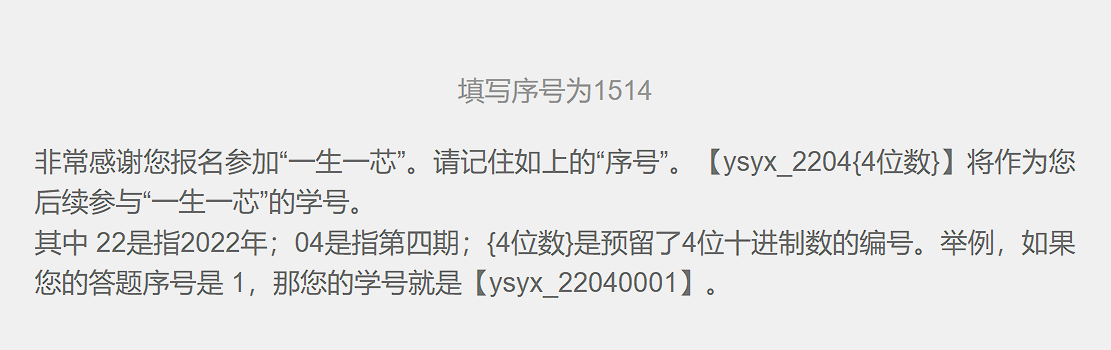 填写序号为1514
非常感谢您报名参加“一生一芯”。请记住如上的“序号”。【ysyx_2204{4位数}】将作为您
后续参与“一生一芯”的学号。
其中 22是指2022年；04是指第四期；{4位数}是预留了4位十进制数的编号。举例，如果
您的答题序号是 1，那您的学号就是【ysyx_22040001】。